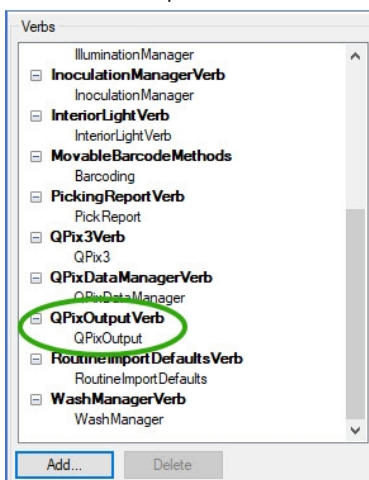 Verbs
IlluminationManager
InoculationManagerVerb
InoculationManager
InteriorLightVerb
InteriorLightVerb
MovableBarcodeMethods
Barcoding
PickingReportVerb
PickReport
QPix3Verb
QPix3
QPixDataManagerVerb
QPixDataManager
QPixOutputVerb
QPixOutput
RoutineImportDefaultsVerb
RoutineImportDefaults
WashManagerVerb
WashManager
Add... Delete